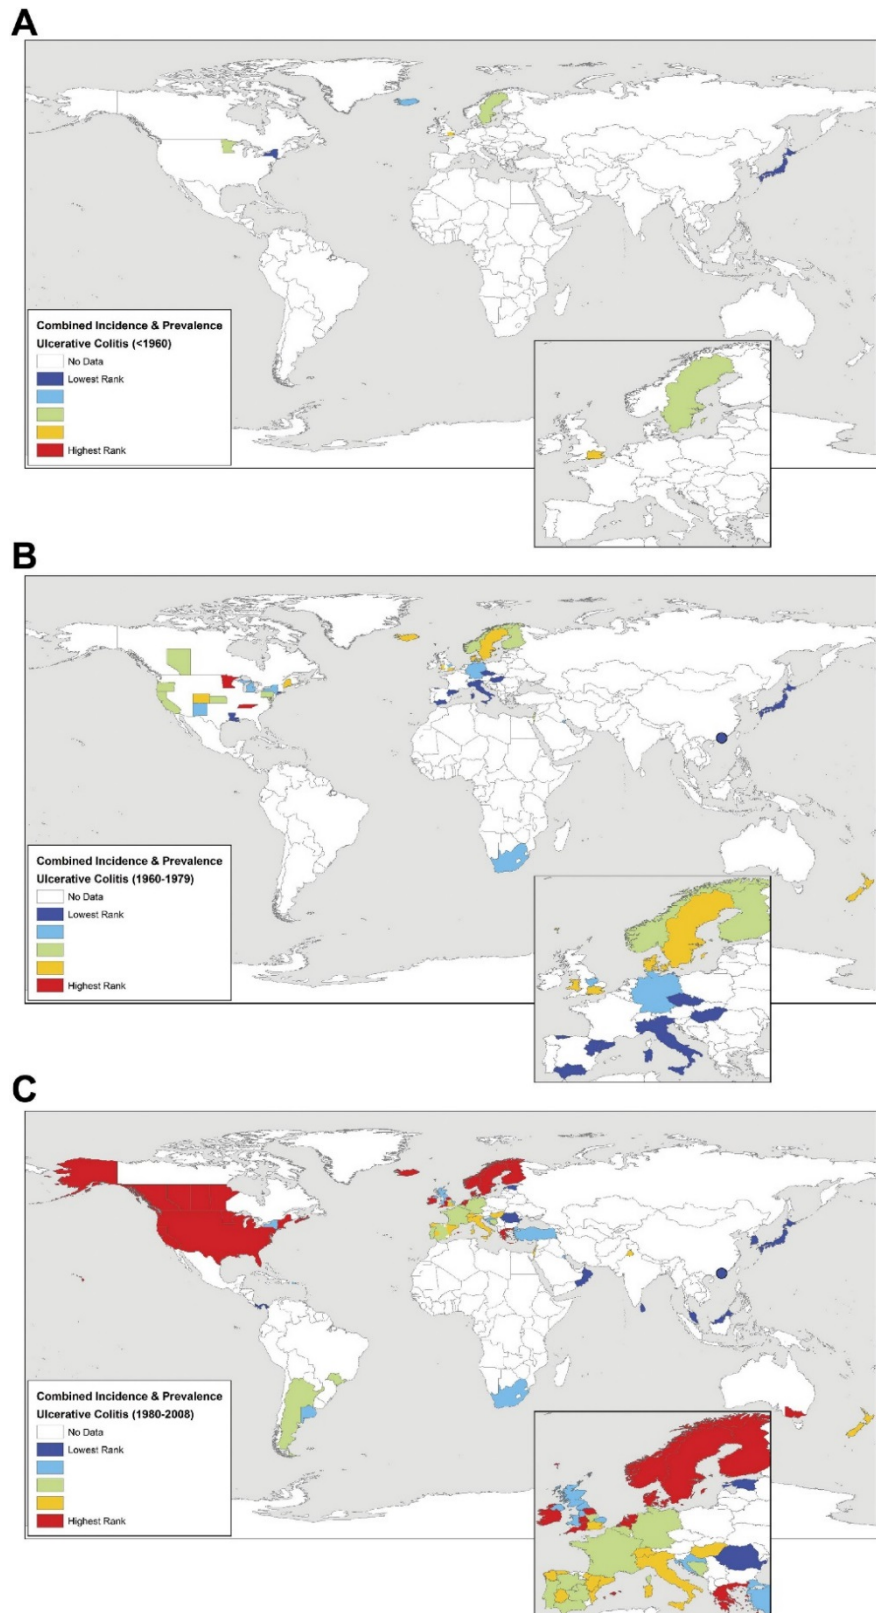 A
Combined Incidence & Prevalence
Ulcerative Colitis (<1960)
No Data
Lowest Rank
Highest Rank
B
Combined Incidence & Prevalence
Ulcerative Colitis (1960-1979)
No Data
Lowest Rank
Highest Rank
C
Combined Incidence & Prevalence
Ulcerative Colitis (1980-2008)
No Data
Lowest Rank
Highest Rank